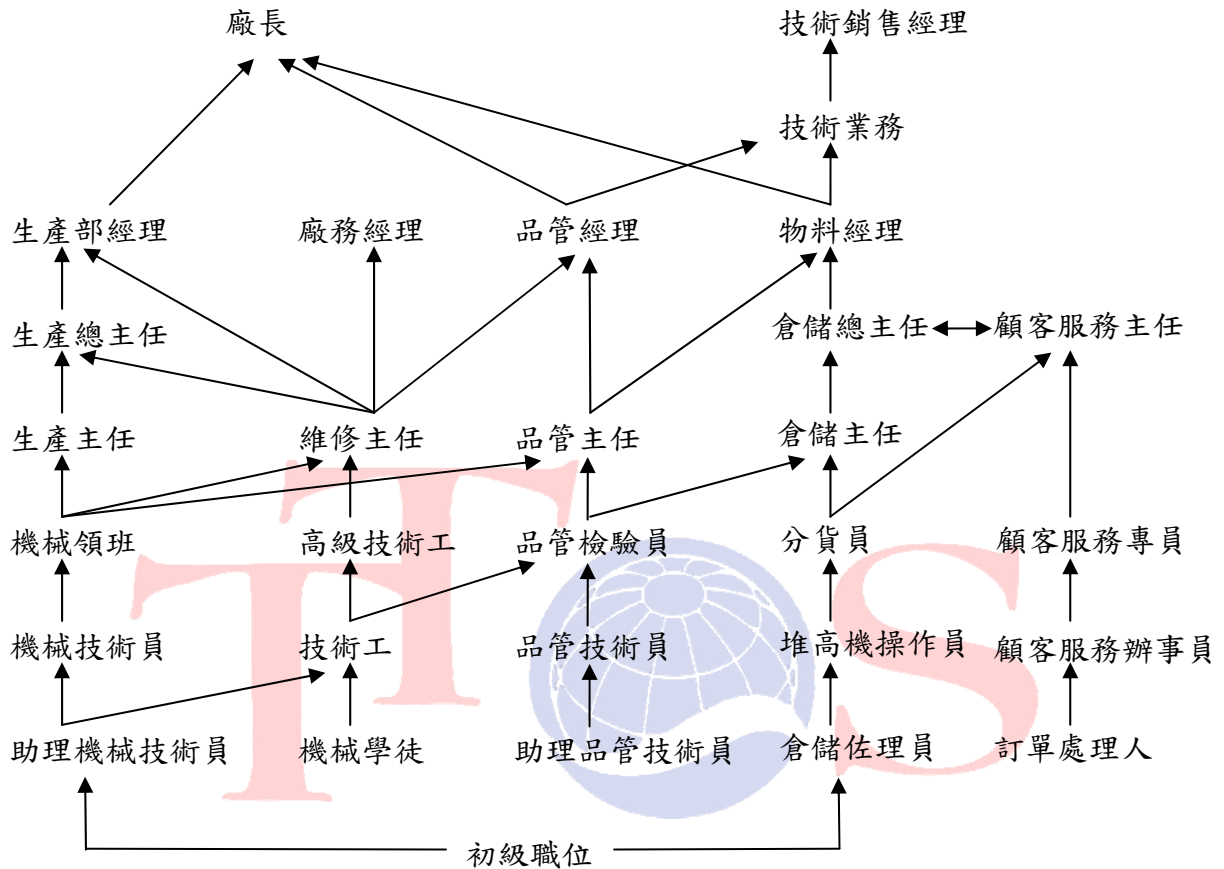 廠長 技術銷售經理
技術業務
生產部經理 廠務經理 品管經理 物料經理
生產總主任 倉儲總主任 顧客服務主任
生產主任 維修主任 品管主任 倉儲主任
機械領班 高級技術工 品管檢驗員 分貨員 顧客服務專員
機械技術員 技術工 品管技術員 堆高機操作員 顧客服務辦事員
助理機械技術員 機械學徒 助理品管技術員 倉儲佐理員 訂單處理人
初級職位
TTQS